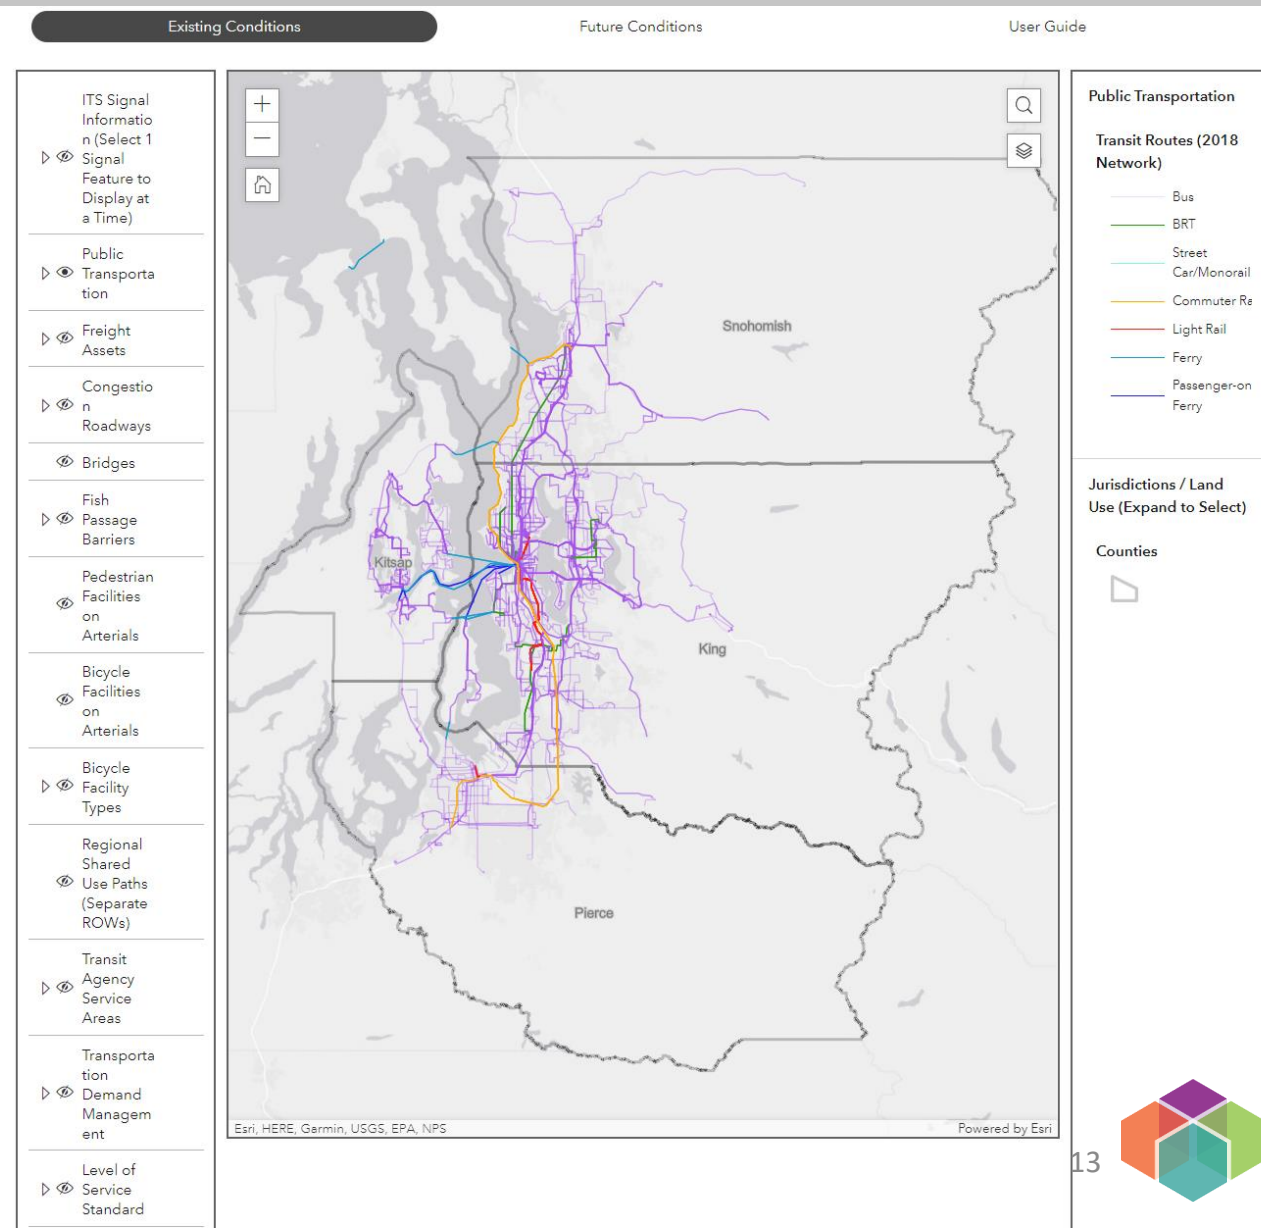 Existing Conditions
Future Conditions
User Guide
ITS Signal
Informatio
n (Select 1
Signal
Feature to
Display at
a Time)
Public
Transporta
tion
Freight
Assets
Congestio
n
Roadways
Bridges
Fish
Passage
Barriers
Pedestrian
Facilities
on
Arterials
Bicycle
Facilities
on
Arterials
Bicycle
Facility
Types
Regional
Shared
Use Paths
(Separate
ROWs)
Transit
Agency
Service
Areas
Transporta
tion
Demand
Managem
ent
Level of
Service
Standard
Snohomish
Kitsap
King
Pierce
Esri, HERE, Garmin, USGS, EPA, NPS
Powered by Esri
Public Transportation
Transit Routes (2018
Network)
Bus
BRT
Street
Car/Monorail
Commuter Ra
Light Rail
Ferry
Passenger-on
Ferry
Jurisdictions / Land
Use (Expand to Select)
Counties
13